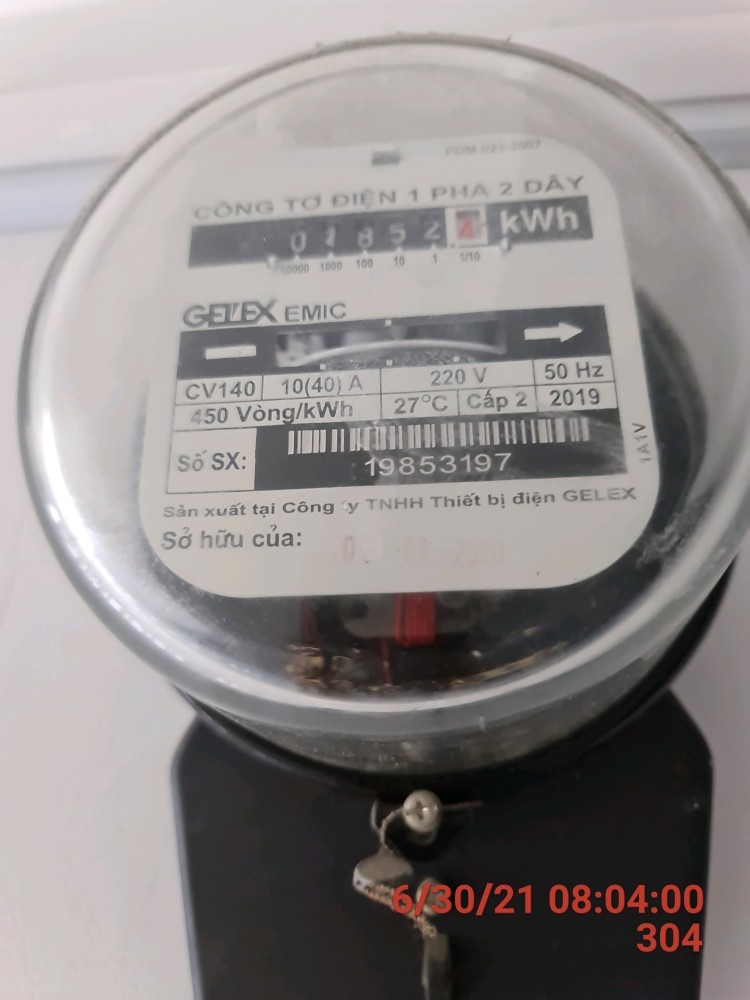 PDM 023-2007
CÔNG TƠ ĐIỆN 1 PHA 2 DÂY
0 1 8 5 2 4 kWh
10000 1000 100 10 1 1/10
GELEX EMIC
CV140 10(40) A 220 V 50 Hz
450 Vòng/kWh 27°C Cấp 2 2019
Số SX: 19853197
1A1V
Sản xuất tại Công ty TNHH Thiết bị điện GELEX
Sở hữu của:
6/30/21 08:04:00
304